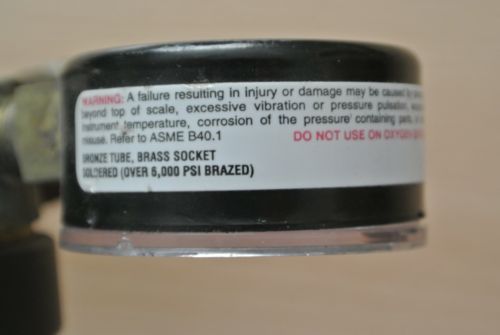 WARNING: A failure resulting in injury or damage may be caused by
beyond top of scale, excessive vibration or pressure pulsation,
instrument temperature, corrosion of the pressure containing parts,
misuse. Refer to ASME B40.1 DO NOT USE ON OXYGEN
BRONZE TUBE, BRASS SOCKET
SOLDERED (OVER 6,000 PSI BRAZED)